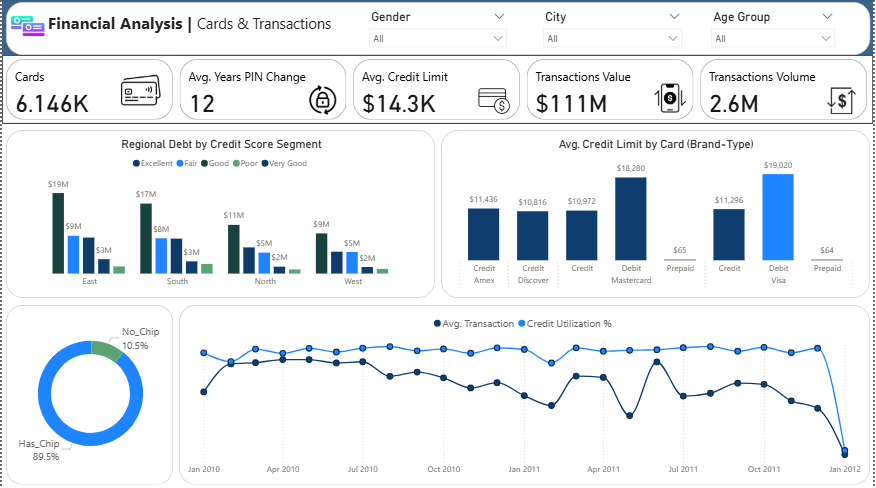 Financial Analysis | Cards & Transactions
Gender
All
City
All
Age Group
All
Cards
6.146K
Avg. Years PIN Change
12
Avg. Credit Limit
$14.3K
Transactions Value
$111M
Transactions Volume
2.6M
Regional Debt by Credit Score Segment
Excellent Fair Good Poor Very Good
$19M
$9M
$3M
$17M
$8M
$3M
$11M
$5M
$2M
$9M
$5M
$2M
East South North West
Avg. Credit Limit by Card (Brand-Type)
$11,436
$10,816
$10,972
$18,280
$65
$11,296
$19,020
$64
Credit Credit Credit Debit Prepaid Credit Debit Prepaid
Amex Discover Mastercard Visa
No_Chip
10.5%
Has_Chip
89.5%
Avg. Transaction Credit Utilization %
Jan 2010 Apr 2010 Jul 2010 Oct 2010 Jan 2011 Apr 2011 Jul 2011 Oct 2011 Jan 2012